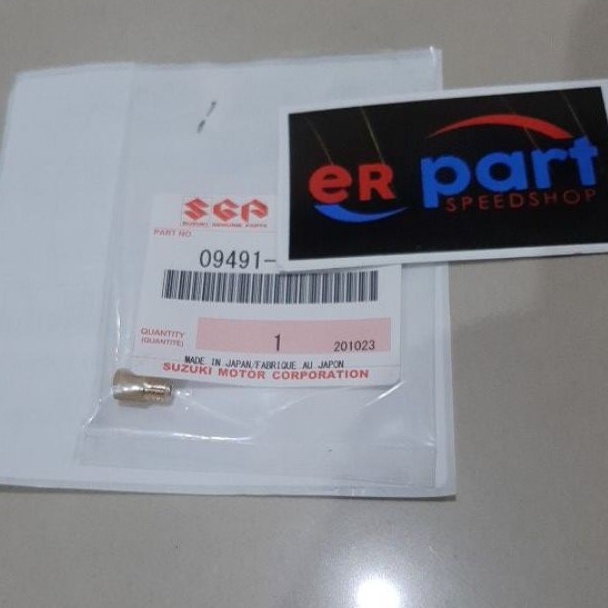 SGP
SUZUKI GENUINE PARTS
PART NO.
09491-
QUANTITY
(QUANTITÉ)
1
201023
MADE IN JAPAN/FABRIQUE AU JAPON
SUZUKI MOTOR CORPORATION
eR part
SPEEDSHOP